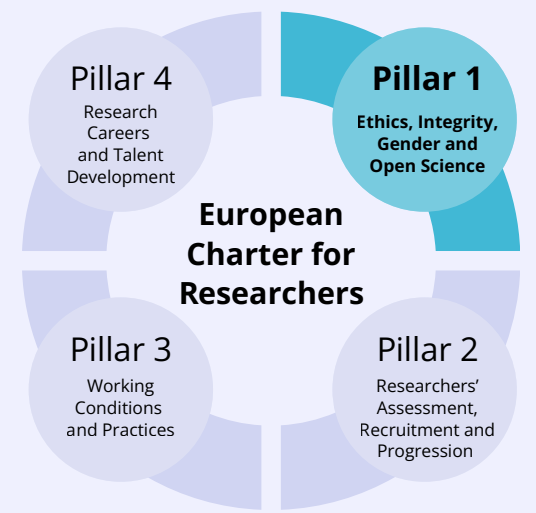 Pillar 4
Research
Careers
and Talent
Development
Pillar 1
Ethics, Integrity,
Gender and
Open Science
European
Charter for
Researchers
Pillar 3
Working
Conditions
and Practices
Pillar 2
Researchers’
Assessment,
Recruitment and
Progression